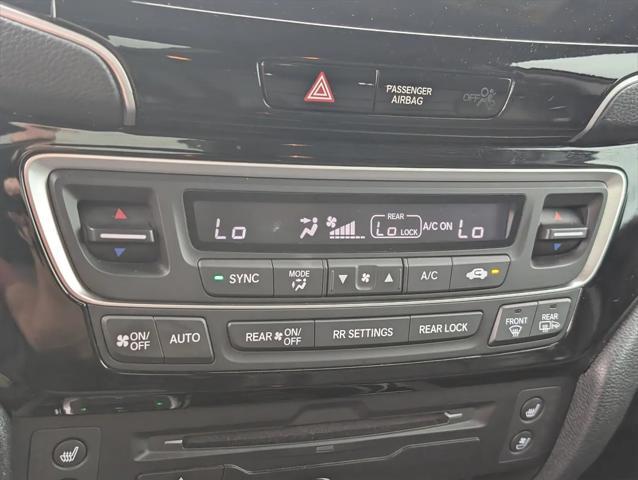 PASSENGER
AIRBAG
OFF
Lo
REAR
Lo LOCK
A/C ON
Lo
SYNC
MODE
A/C
ON/
OFF
AUTO
REAR ON/
OFF
RR SETTINGS
REAR LOCK
FRONT
REAR